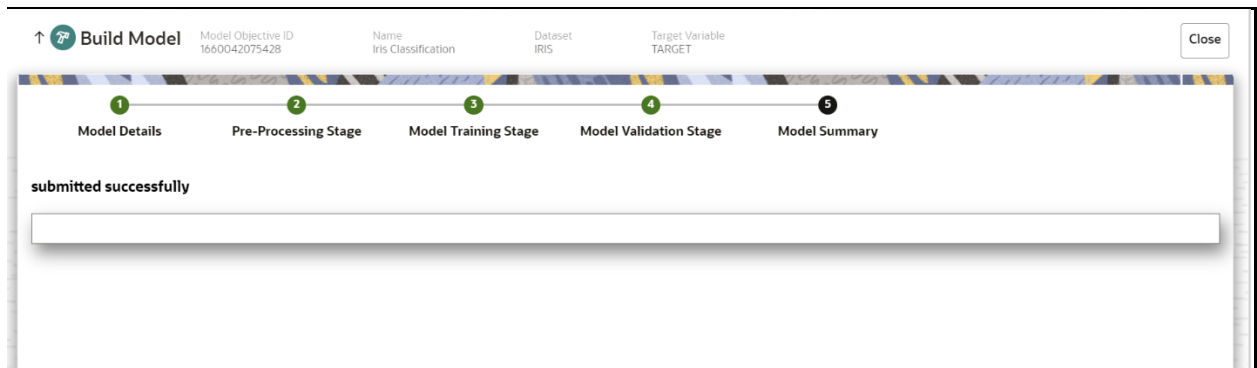 ↑ Build Model
Model Objective ID
1660042075428
Name
Iris Classification
Dataset
IRIS
Target Variable
TARGET
Close
1 2 3 4 5
Model Details Pre-Processing Stage Model Training Stage Model Validation Stage Model Summary
submitted successfully